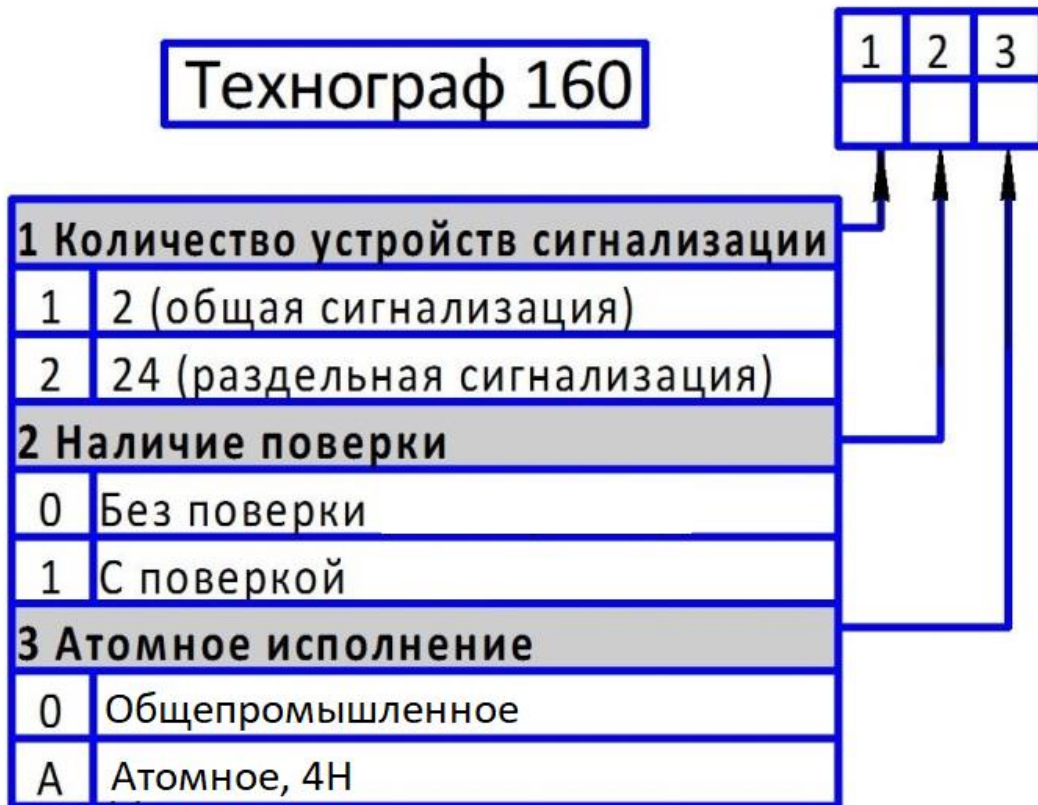 Технограф 160
1 2 3
1 Количество устройств сигнализации
1 2 (общая сигнализация)
2 24 (раздельная сигнализация)
2 Наличие поверки
0 Без поверки
1 С поверкой
3 Атомное исполнение
0 Общепромышленное
А Атомное, 4Н